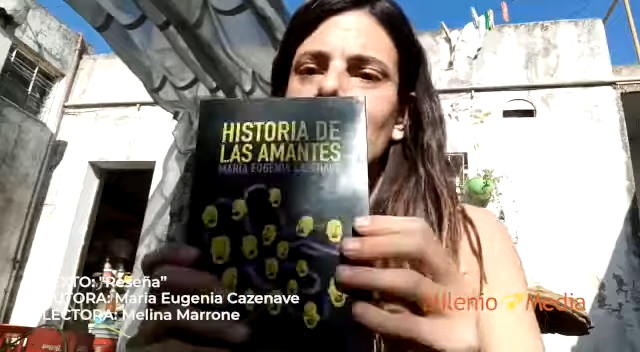 HISTORIA DE
LAS AMANTES
MARÍA EUGENIA CAZENAVE
TEXTO: "Reseña"
AUTORA: María Eugenia Cazenave
LECTORA: Melina Marrone
Milenio Media